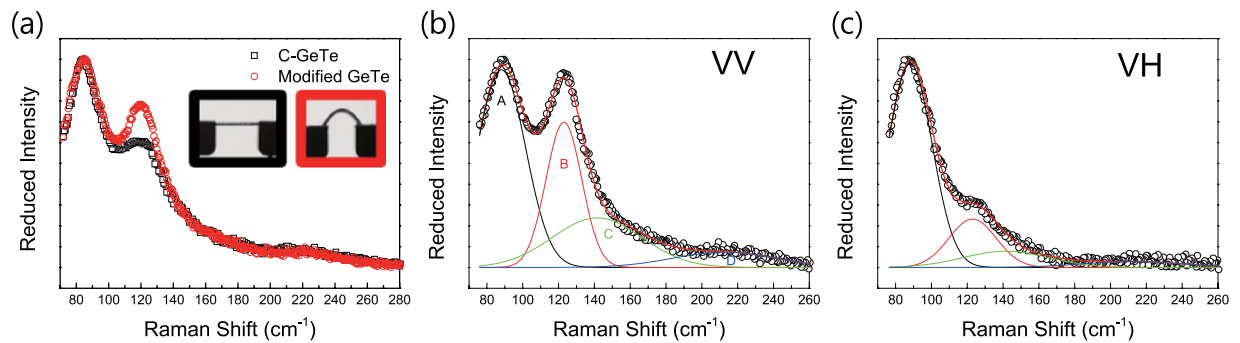 (a)
(b)
(c)
C-GeTe
Modified GeTe
VV
VH
A
B
C
D
Reduced Intensity
Reduced Intensity
Reduced Intensity
80 100 120 140 160 180 200 220 240 260 280
80 100 120 140 160 180 200 220 240 260
80 100 120 140 160 180 200 220 240 260
Raman Shift (cm⁻¹)
Raman Shift (cm⁻¹)
Raman Shift (cm⁻¹)